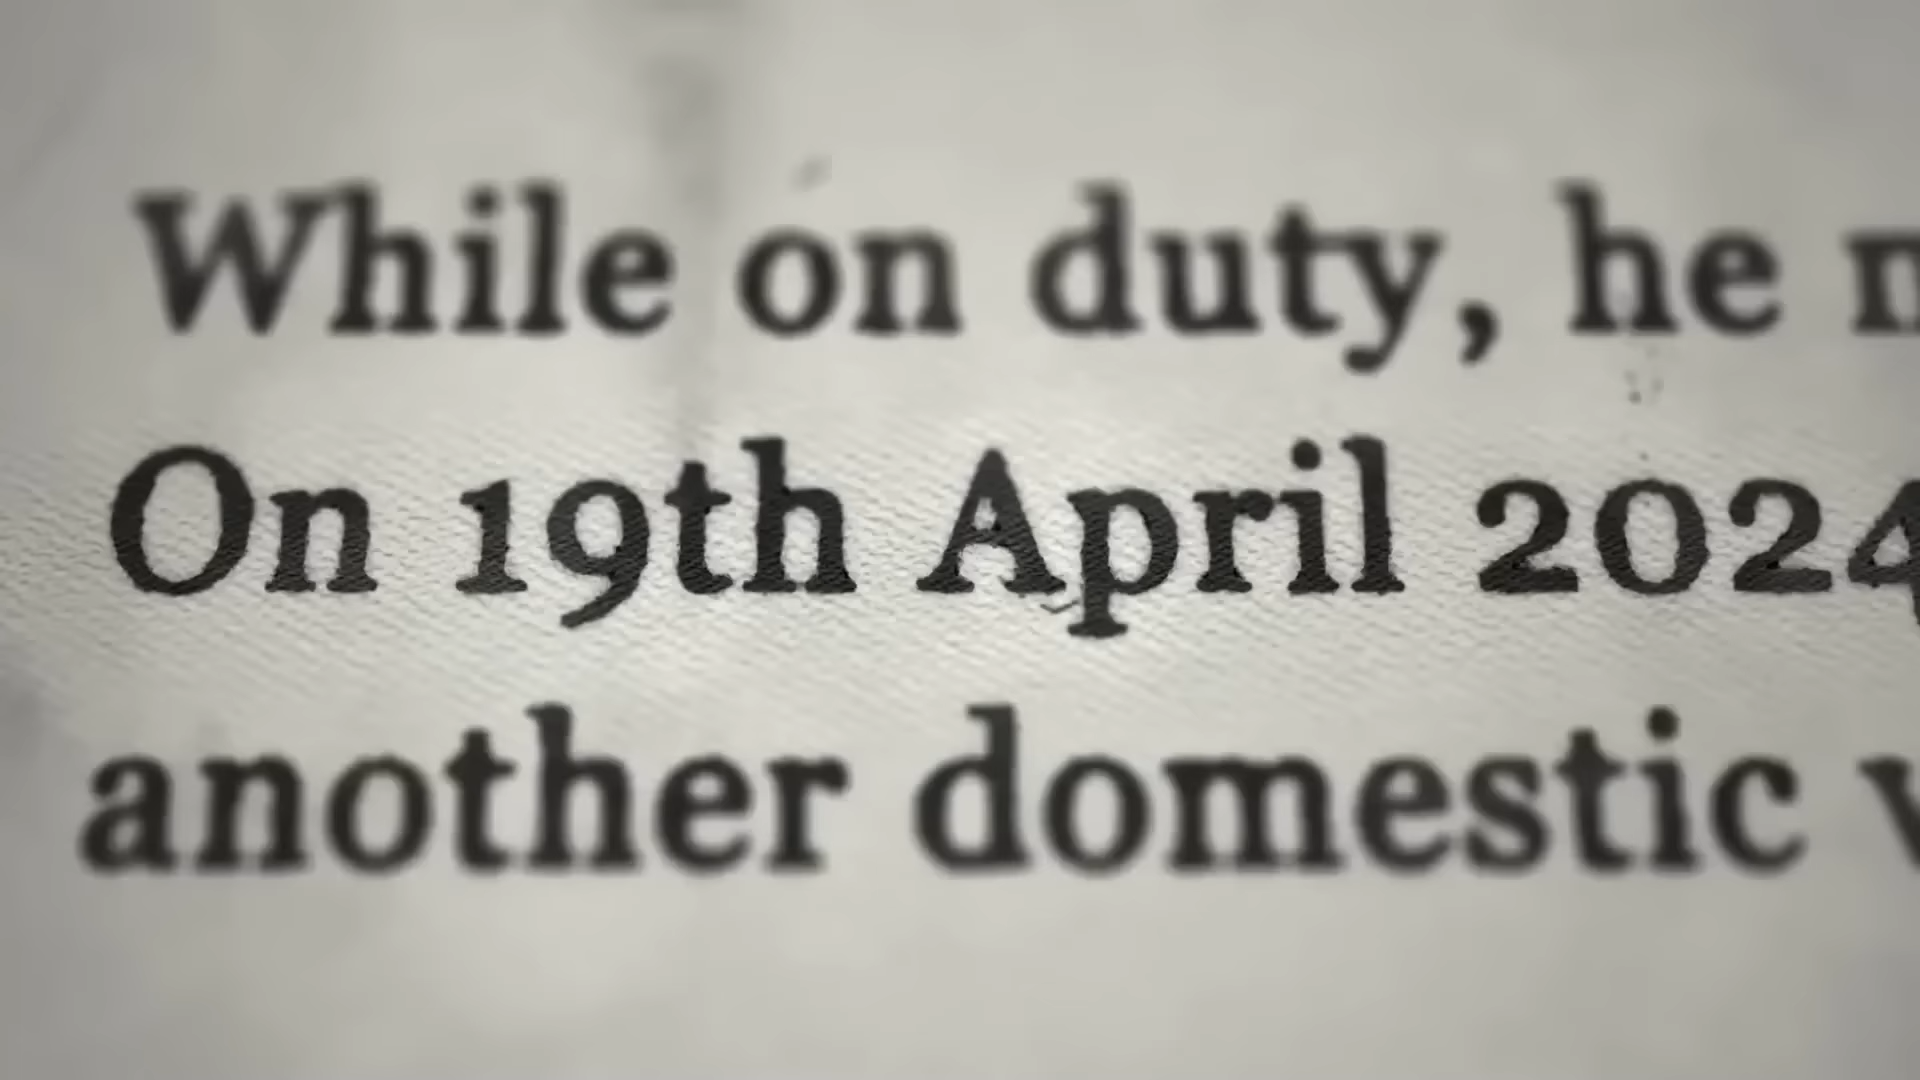 While on duty, he
On 19th April 2024
another domestic